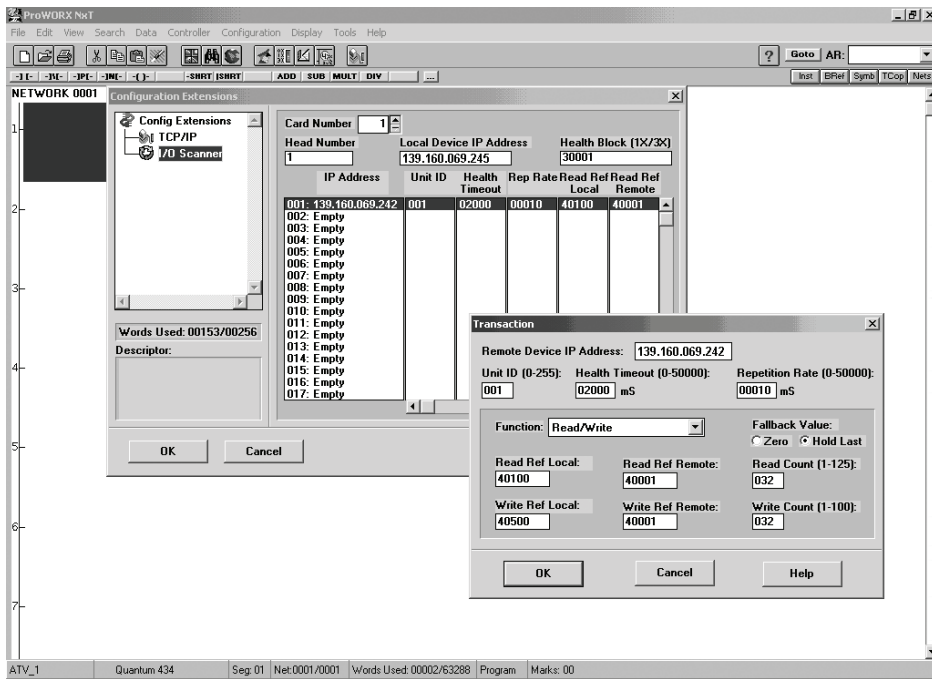 ProWORX NxT
File Edit View Search Data Controller Configuration Display Tools Help
? Goto AR:
-] [- -]\[- -]P[- -]N[- -( )- -SHRT |SHRT ADD SUB MULT DIV ... Inst BRef Symb TCop Nets
NETWORK 0001
1
2
3
4
5
6
7
Configuration Extensions
Config Extensions
TCP/IP
I/O Scanner
Words Used: 00153/00256
Descriptor:
Card Number 1
Head Number Local Device IP Address Health Block (1X/3X)
1 139.160.069.245 30001
IP Address Unit ID Health Timeout Rep Rate Read Ref Local Read Ref Remote
001: 139.160.069.242 001 02000 00010 40100 40001
002: Empty
003: Empty
004: Empty
005: Empty
006: Empty
007: Empty
008: Empty
009: Empty
010: Empty
011: Empty
012: Empty
013: Empty
014: Empty
015: Empty
016: Empty
017: Empty
OK Cancel
Transaction
Remote Device IP Address: 139.160.069.242
Unit ID (0-255): Health Timeout (0-50000): Repetition Rate (0-50000):
001 02000 mS 00010 mS
Function: Read/Write Fallback Value:
Zero Hold Last
Read Ref Local: Read Ref Remote: Read Count (1-125):
40100 40001 032
Write Ref Local: Write Ref Remote: Write Count (1-100):
40500 40001 032
OK Cancel Help
ATV_1 Quantum 434 Seg: 01 Net:0001/0001 Words Used: 00002/63288 Program Marks: 00